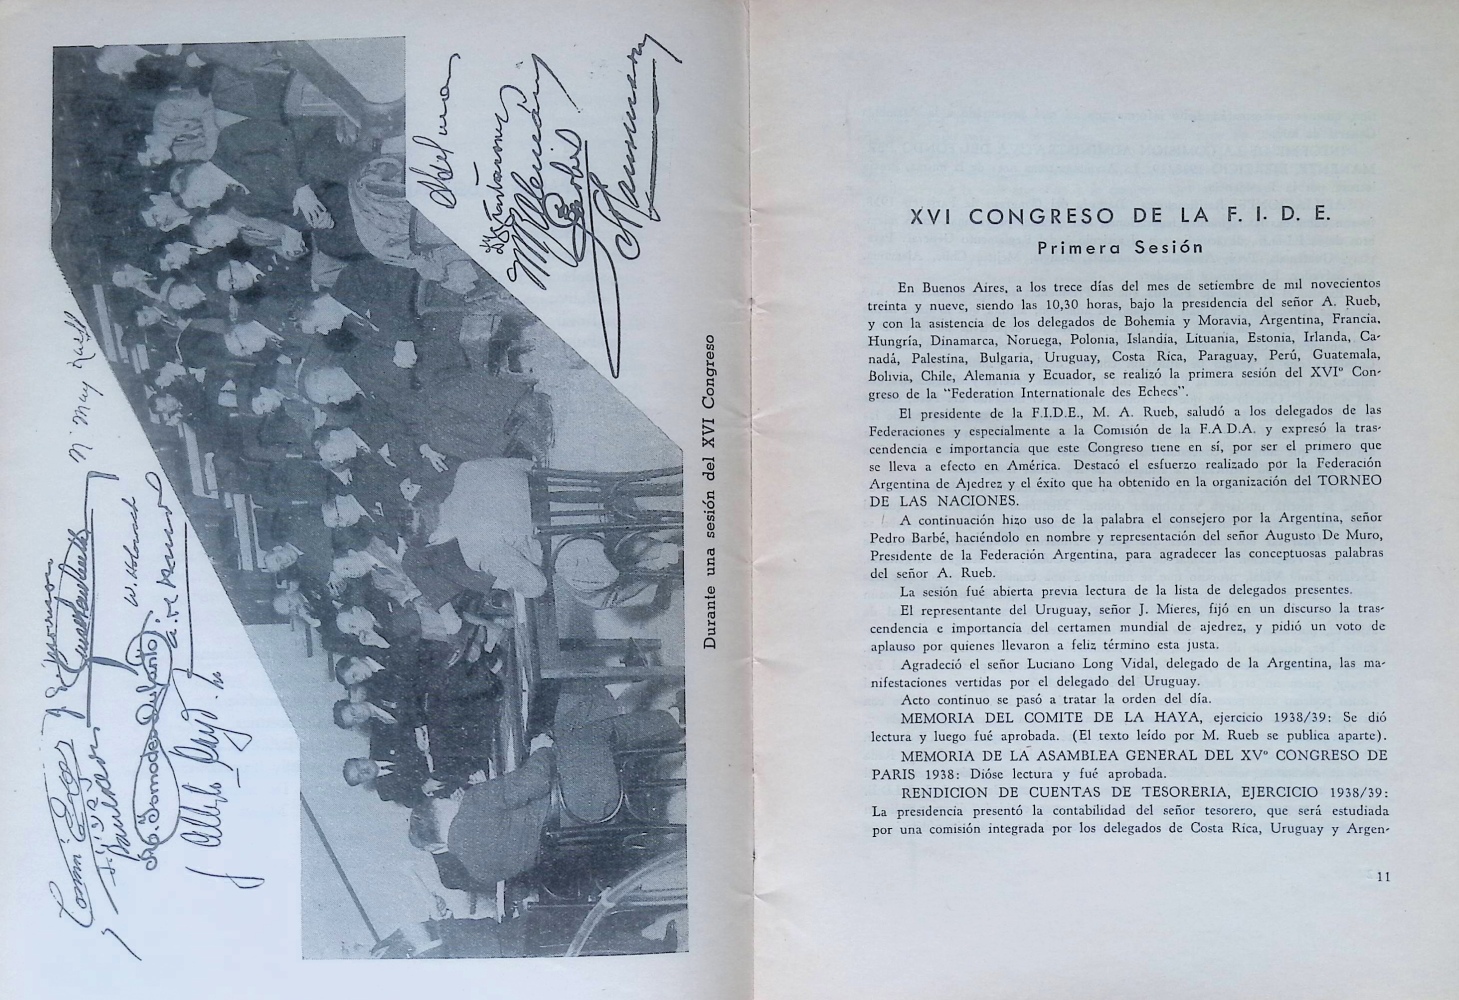 Durante una sesión del XVI Congreso
XVI CONGRESO DE LA F. I. D. E.
Primera Sesión
En Buenos Aires, a los trece días del mes de setiembre de mil novecientos
treinta y nueve, siendo las 10,30 horas, bajo la presidencia del señor A. Rueb,
y con la asistencia de los delegados de Bohemia y Moravia, Argentina, Francia,
Hungría, Dinamarca, Noruega, Polonia, Islandia, Lituania, Estonia, Irlanda, Ca-
nadá, Palestina, Bulgaria, Uruguay, Costa Rica, Paraguay, Perú, Guatemala,
Bolivia, Chile, Alemania y Ecuador, se realizó la primera sesión del XVIº Con-
greso de la "Federation Internationale des Echecs".
El presidente de la F.I.D.E., M. A. Rueb, saludó a los delegados de las
Federaciones y especialmente a la Comisión de la F.A D.A. y expresó la tras-
cendencia e importancia que este Congreso tiene en sí, por ser el primero que
se lleva a efecto en América. Destacó el esfuerzo realizado por la Federación
Argentina de Ajedrez y el éxito que ha obtenido en la organización del TORNEO
DE LAS NACIONES.
A continuación hizo uso de la palabra el consejero por la Argentina, señor
Pedro Barbé, haciéndolo en nombre y representación del señor Augusto De Muro,
Presidente de la Federación Argentina, para agradecer las conceptuosas palabras
del señor A. Rueb.
La sesión fué abierta previa lectura de la lista de delegados presentes.
El representante del Uruguay, señor J. Mieres, fijó en un discurso la tras-
cendencia e importancia del certamen mundial de ajedrez, y pidió un voto de
aplauso por quienes llevaron a feliz término esta justa.
Agradeció el señor Luciano Long Vidal, delegado de la Argentina, las ma-
nifestaciones vertidas por el delegado del Uruguay.
Acto continuo se pasó a tratar la orden del día.
MEMORIA DEL COMITE DE LA HAYA, ejercicio 1938/39: Se dió
lectura y luego fué aprobada. (El texto leído por M. Rueb se publica aparte).
MEMORIA DE LA ASAMBLEA GENERAL DEL XVº CONGRESO DE
PARIS 1938: Dióse lectura y fué aprobada.
RENDICION DE CUENTAS DE TESORERIA, EJERCICIO 1938/39:
La presidencia presentó la contabilidad del señor tesorero, que será estudiada
por una comisión integrada por los delegados de Costa Rica, Uruguay y Argen-
11